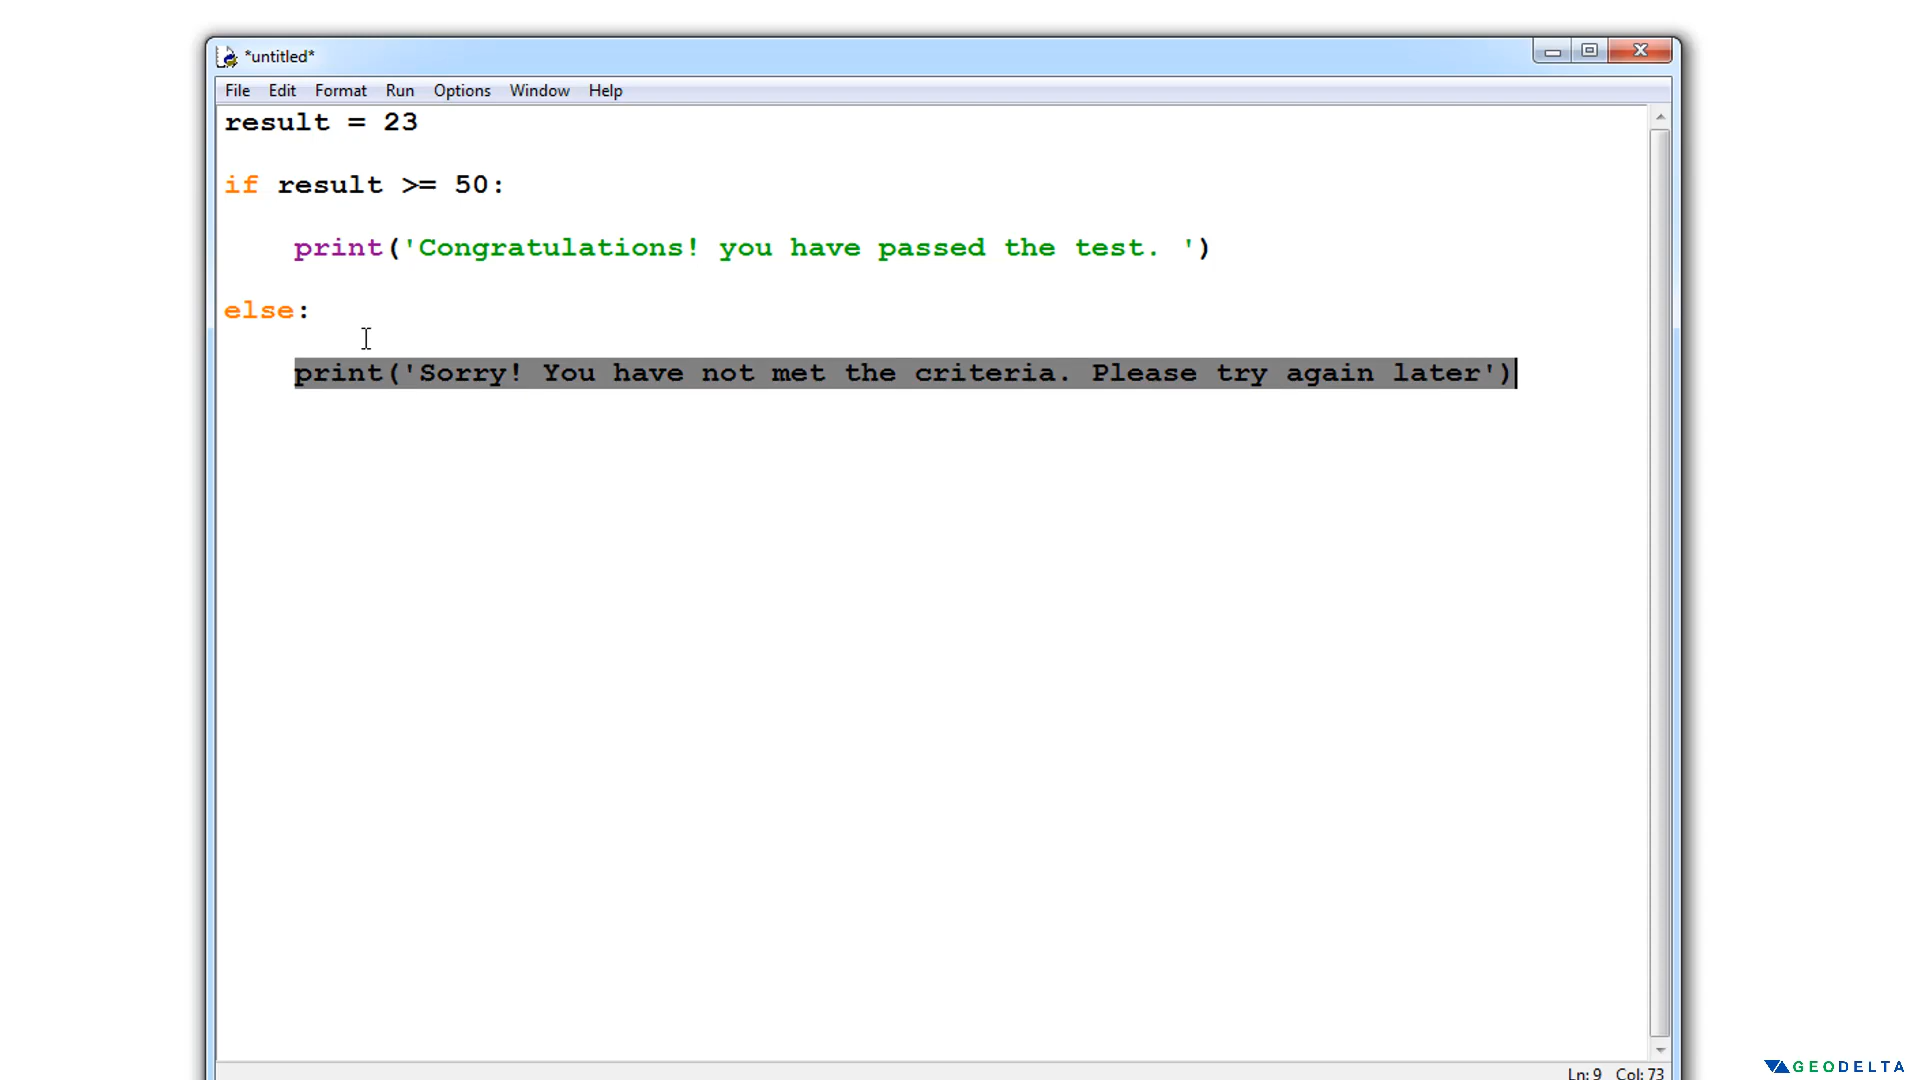 *untitled*
File Edit Format Run Options Window Help
result = 23
if result >= 50:
print('Congratulations! you have passed the test. ')
else:
print('Sorry! You have not met the criteria. Please try again later')
Ln: 9 Col: 73
GEODELTA